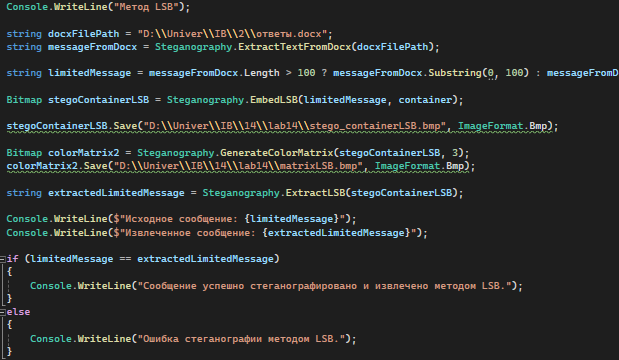 Console.WriteLine("Метод LSB");
string docxFilePath = "D:\\Univer\\IB\\2\\ответы.docx";
string messageFromDocx = Steganography.ExtractTextFromDocx(docxFilePath);
string limitedMessage = messageFromDocx.Length > 100 ? messageFromDocx.Substring(0, 100) : messageFromD
Bitmap stegoContainerLSB = Steganography.EmbedLSB(limitedMessage, container);
stegoContainerLSB.Save("D:\\Univer\\IB\\14\\lab14\\stego_containerLSB.bmp", ImageFormat.Bmp);
Bitmap colorMatrix2 = Steganography.GenerateColorMatrix(stegoContainerLSB, 3);
colorMatrix2.Save("D:\\Univer\\IB\\14\\lab14\\matrixLSB.bmp", ImageFormat.Bmp);
string extractedLimitedMessage = Steganography.ExtractLSB(stegoContainerLSB);
Console.WriteLine($"Исходное сообщение: {limitedMessage}");
Console.WriteLine($"Извлеченное сообщение: {extractedLimitedMessage}");
if (limitedMessage == extractedLimitedMessage)
{
Console.WriteLine("Сообщение успешно стеганографировано и извлечено методом LSB.");
}
else
{
Console.WriteLine("Ошибка стеганографии методом LSB.");
}